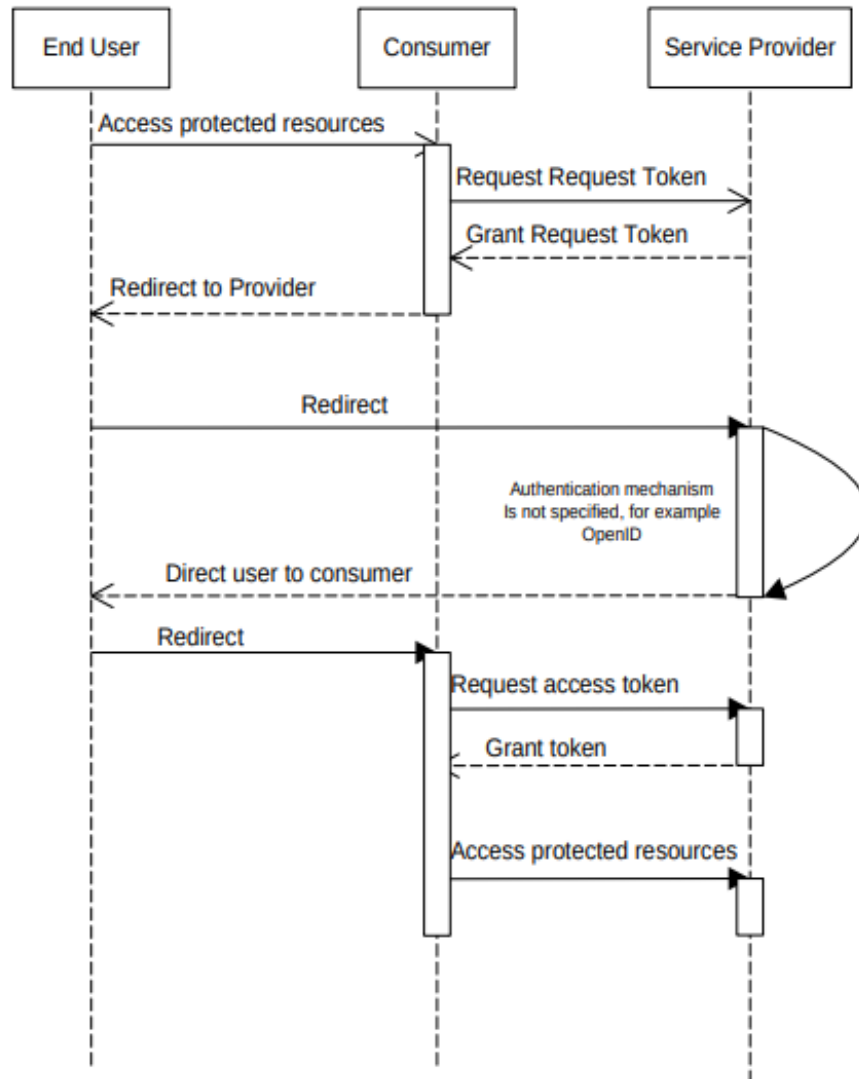 End User
Consumer
Service Provider
Access protected resources
Request Request Token
Grant Request Token
Redirect to Provider
Redirect
Authentication mechanism
Is not specified, for example
OpenID
Direct user to consumer
Redirect
Request access token
Grant token
Access protected resources